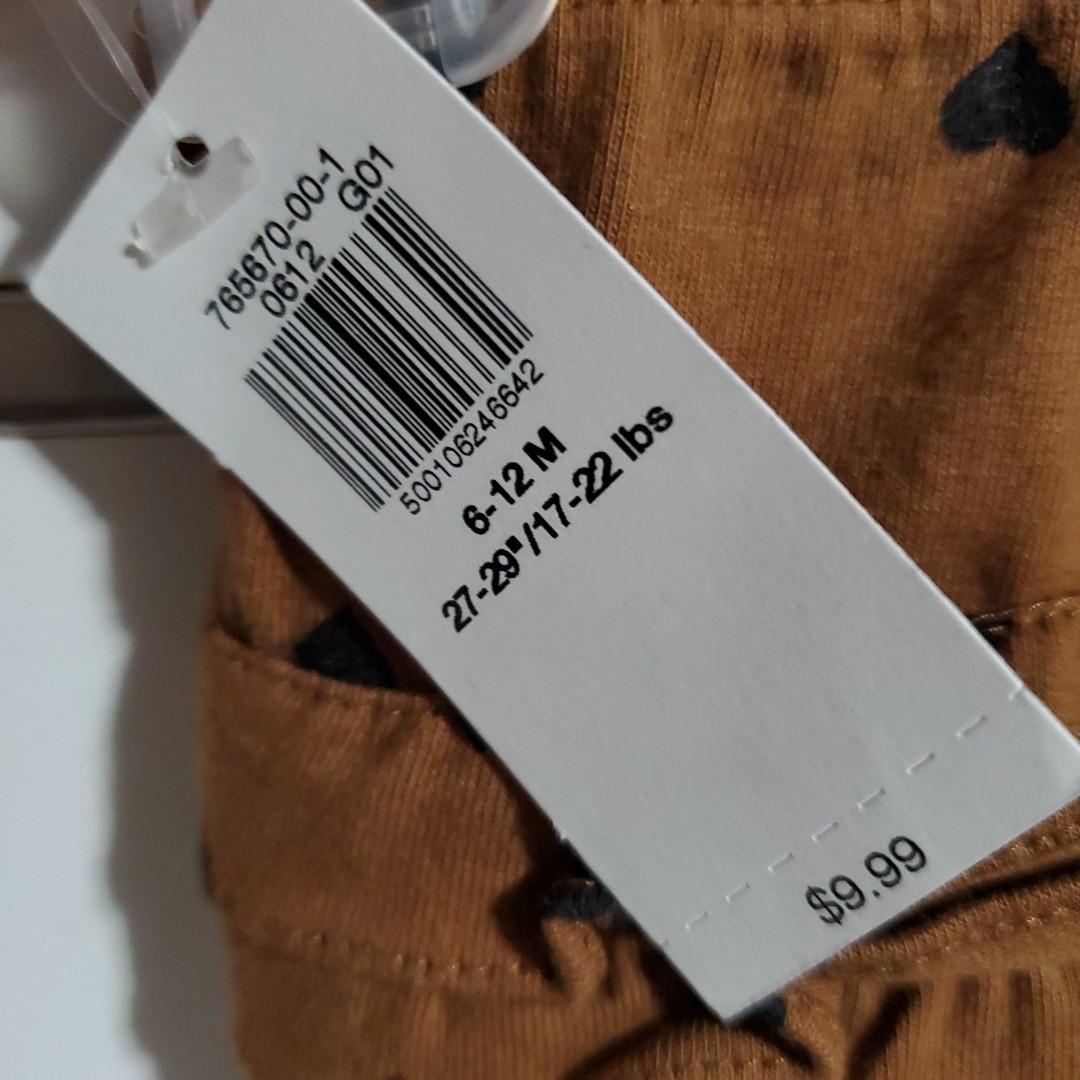 765670-00-1
0612 G01
500106246642
6-12 M
27-29"/17-22 lbs
$9.99